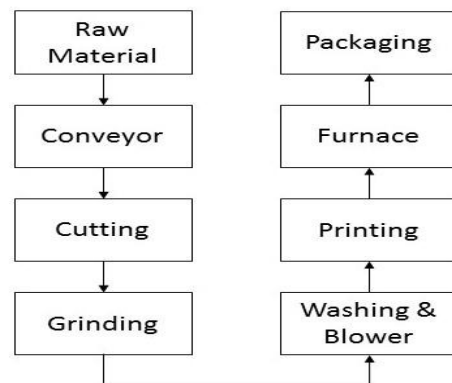 Raw
Material
Conveyor
Cutting
Grinding
Washing &
Blower
Printing
Furnace
Packaging